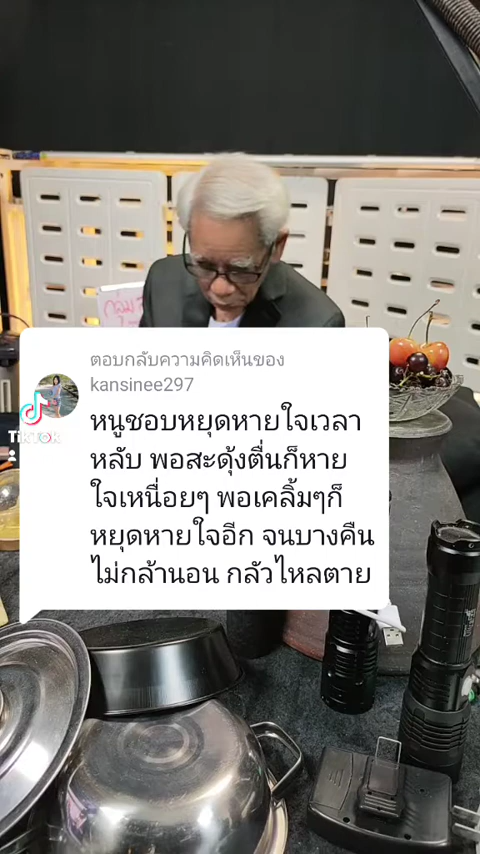 ตอบกลับความคิดเห็นของ
kansinee297
หนูชอบหยุดหายใจเวลา
หลับ พอสะดุ้งตื่นก็หาย
ใจเหนื่อยๆ พอเคลิ้มๆก็
หยุดหายใจอีก จนบางคืน
ไม่กล้านอน กลัวไหลตาย
TikTok